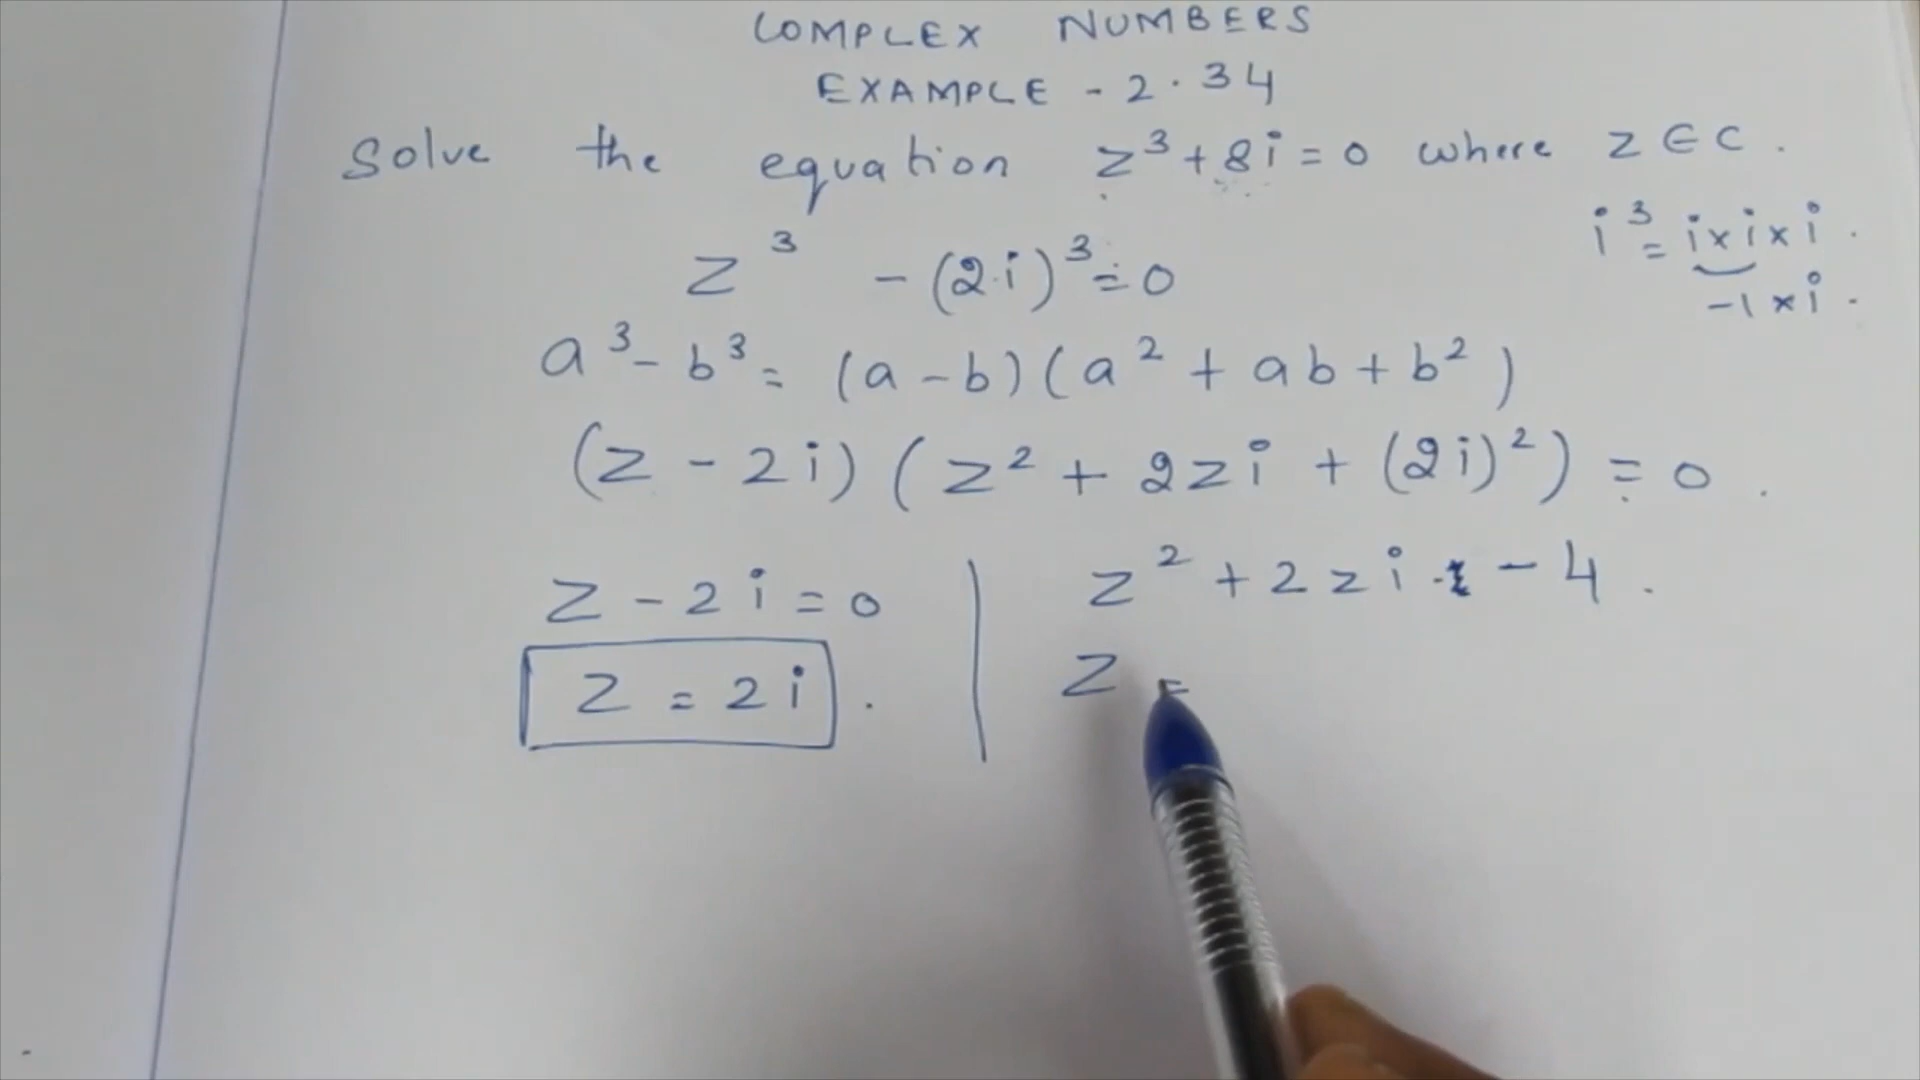 COMPLEX NUMBERS
EXAMPLE - 2.34
Solve the equation z³ + 8i = 0 where z ∈ C.
i³ = i × i × i.
-1 × i.
z³ - (2i)³ = 0
a³ - b³ = (a - b) (a² + ab + b²)
(z - 2i) (z² + 2zi + (2i)²) = 0.
z - 2i = 0
z = 2i.
z² + 2zi - 4.
z =